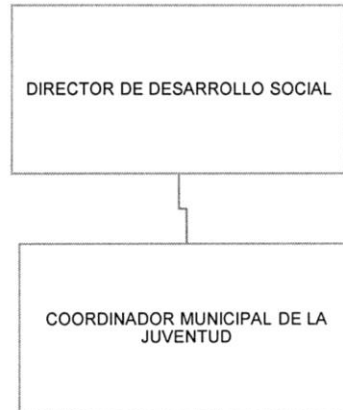 DIRECTOR DE DESARROLLO SOCIAL
COORDINADOR MUNICIPAL DE LA
JUVENTUD